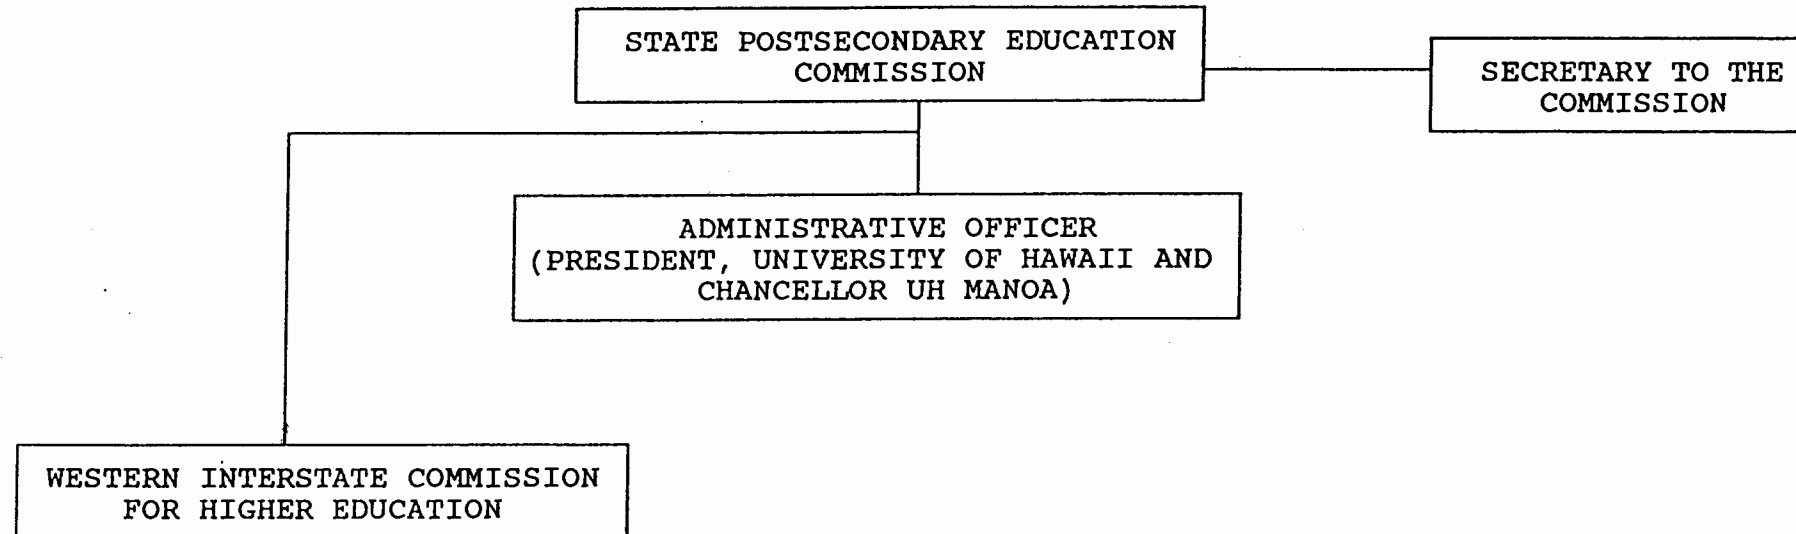 STATE POSTSECONDARY EDUCATION
COMMISSION
SECRETARY TO THE
COMMISSION
ADMINISTRATIVE OFFICER
(PRESIDENT, UNIVERSITY OF HAWAII AND
CHANCELLOR UH MANOA)
WESTERN INTERSTATE COMMISSION
FOR HIGHER EDUCATION